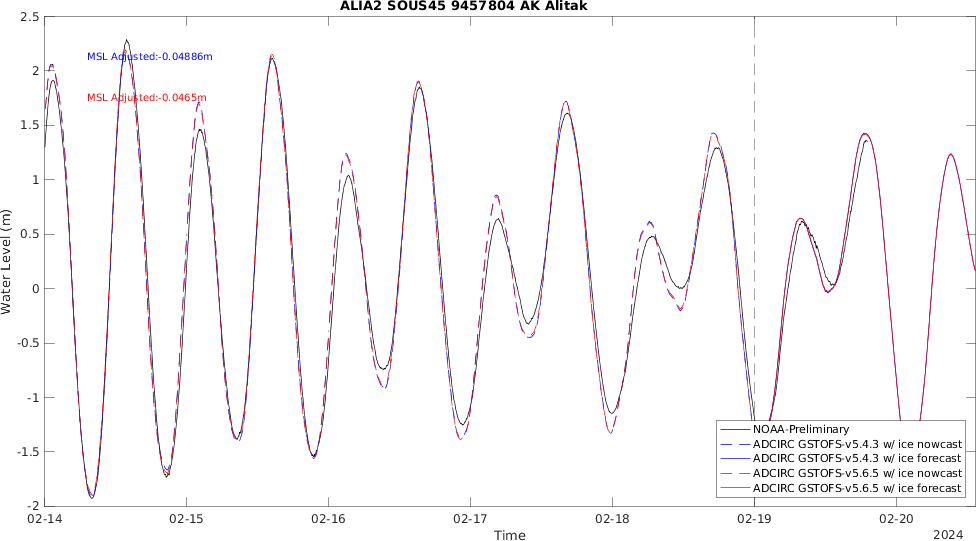 ALIA2 SOUS45 9457804 AK Alitak
2.5
MSL Adjusted:-0.04886m
2
MSL Adjusted:-0.0465m
1.5
1
0.5
Water Level (m)
0
-0.5
-1
-1.5
-2
NOAA-Preliminary
ADCIRC GSTOFS-v5.4.3 w/ ice nowcast
ADCIRC GSTOFS-v5.4.3 w/ ice forecast
ADCIRC GSTOFS-v5.6.5 w/ ice nowcast
ADCIRC GSTOFS-v5.6.5 w/ ice forecast
02-14 02-15 02-16 02-17 02-18 02-19 02-20
Time
2024